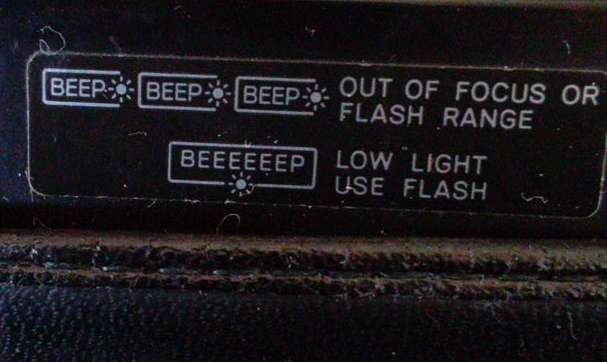 BEEP BEEP BEEP OUT OF FOCUS OR
FLASH RANGE
BEEEEEEP LOW LIGHT
USE FLASH